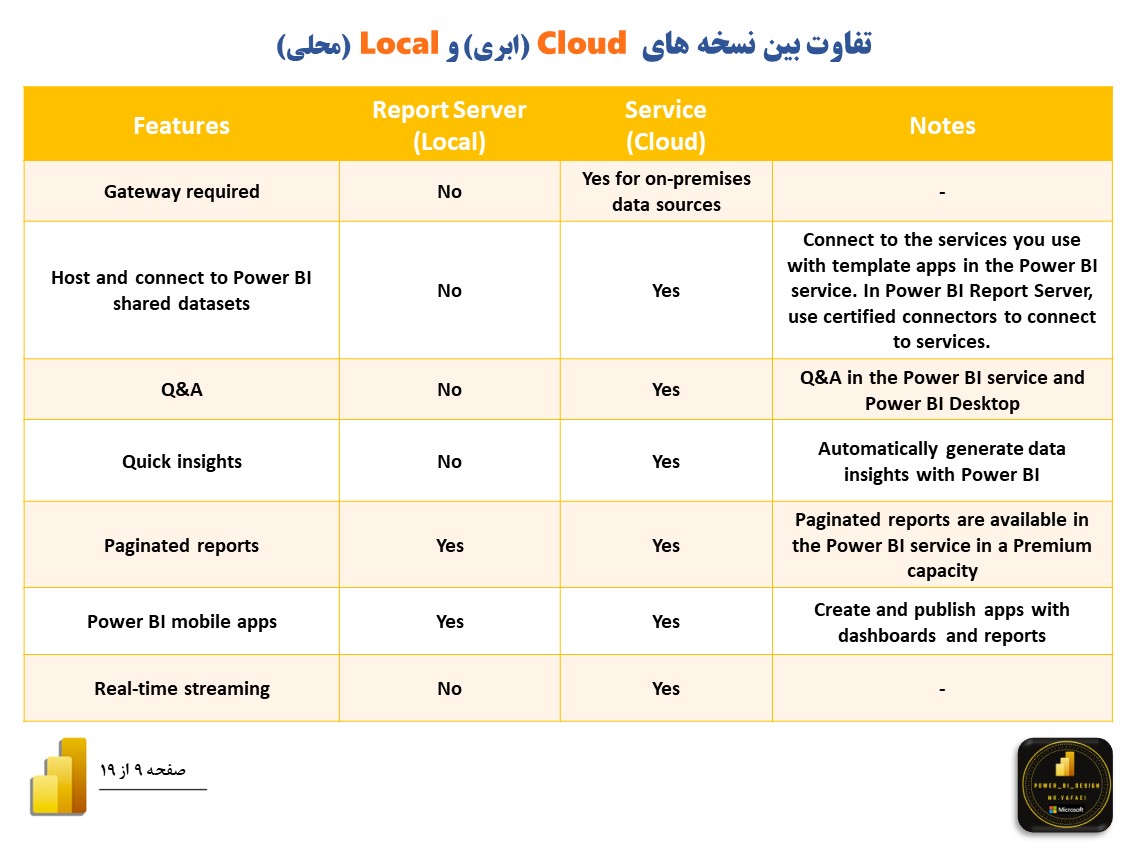 تفاوت بین نسخه های Cloud (ابری) و Local (محلی)
Features
Report Server
(Local)
Service
(Cloud)
Notes
Gateway required
No
Yes for on-premises
data sources
-
Host and connect to Power BI
shared datasets
No
Yes
Connect to the services you use
with template apps in the Power BI
service. In Power BI Report Server,
use certified connectors to connect
to services.
Q&A
No
Yes
Q&A in the Power BI service and
Power BI Desktop
Quick insights
No
Yes
Automatically generate data
insights with Power BI
Paginated reports
Yes
Yes
Paginated reports are available in
the Power BI service in a Premium
capacity
Power BI mobile apps
Yes
Yes
Create and publish apps with
dashboards and reports
Real-time streaming
No
Yes
-
صفحه ۹ از ۱۹
POWER_BI_DESIGN
MR.VAFAEI
Microsoft